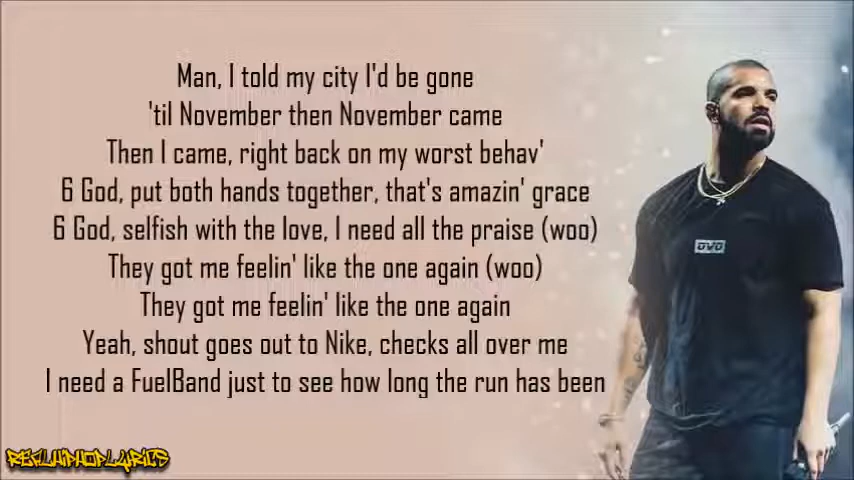 Man, I told my city I'd be gone
'til November then November came
Then I came, right back on my worst behav'
6 God, put both hands together, that's amazin' grace
6 God, selfish with the love, I need all the praise (woo)
They got me feelin' like the one again (woo)
They got me feelin' like the one again
Yeah, shout goes out to Nike, checks all over me
I need a FuelBand just to see how long the run has been
OVO
REALHIPHOPLYRICS